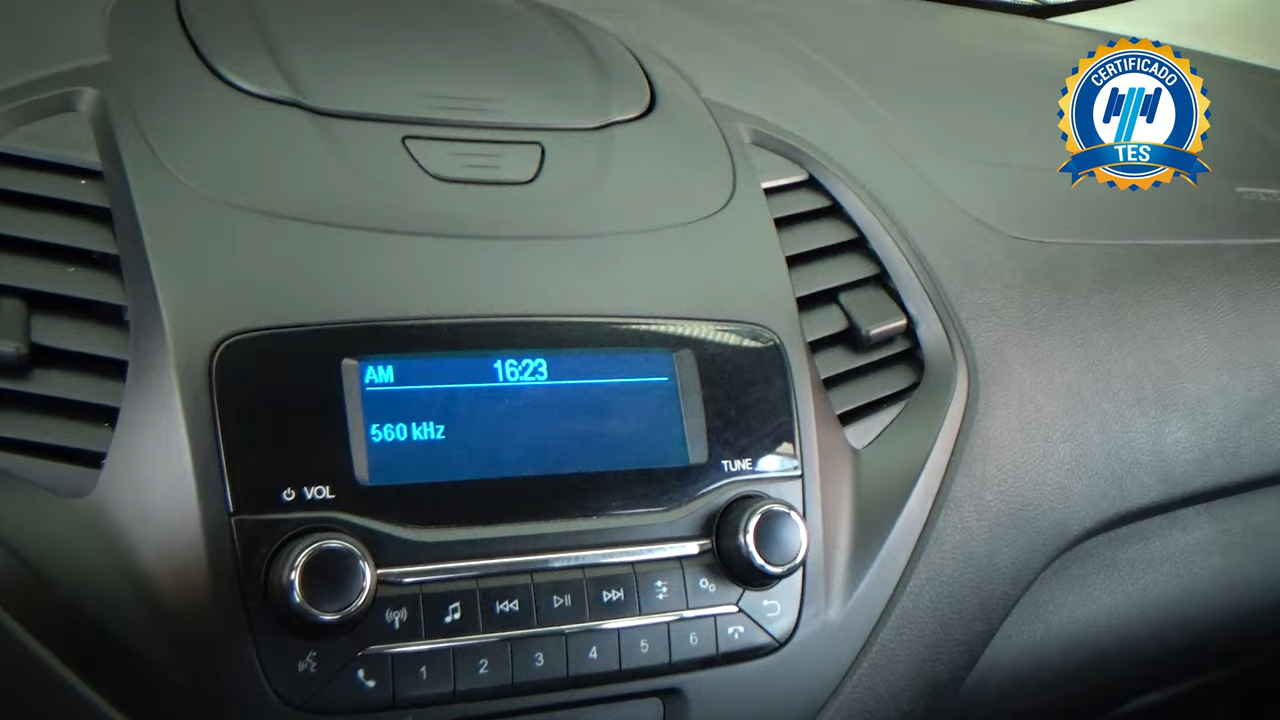 CERTIFICADO
TES
AM 16:23
560 kHz
VOL
TUNE
1 2 3 4 5 6